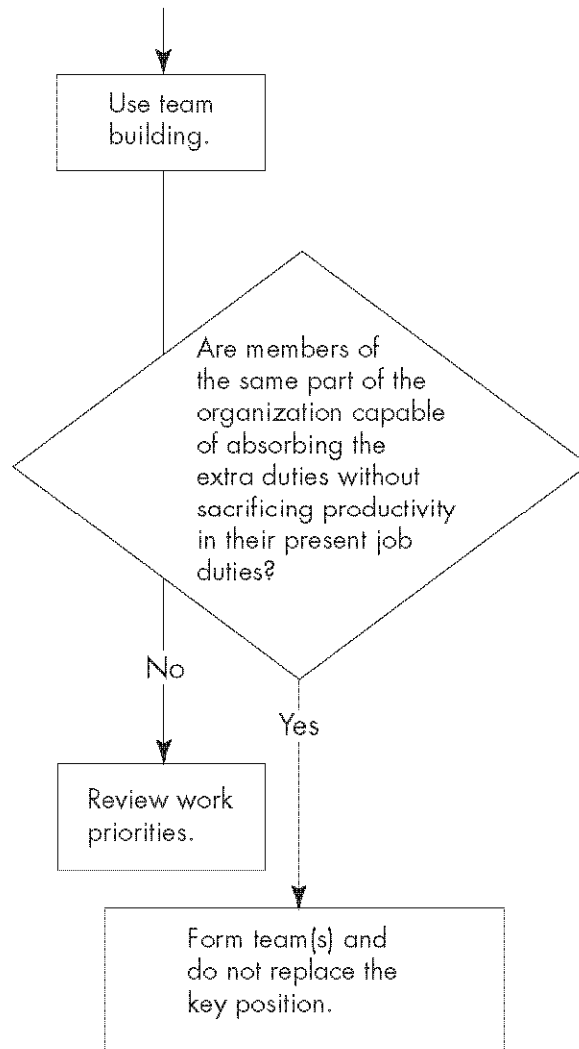 Use team
building.
Are members of
the same part of the
organization capable
of absorbing the
extra duties without
sacrificing productivity
in their present job
duties?
No
Yes
Review work
priorities.
Form team(s) and
do not replace the
key position.